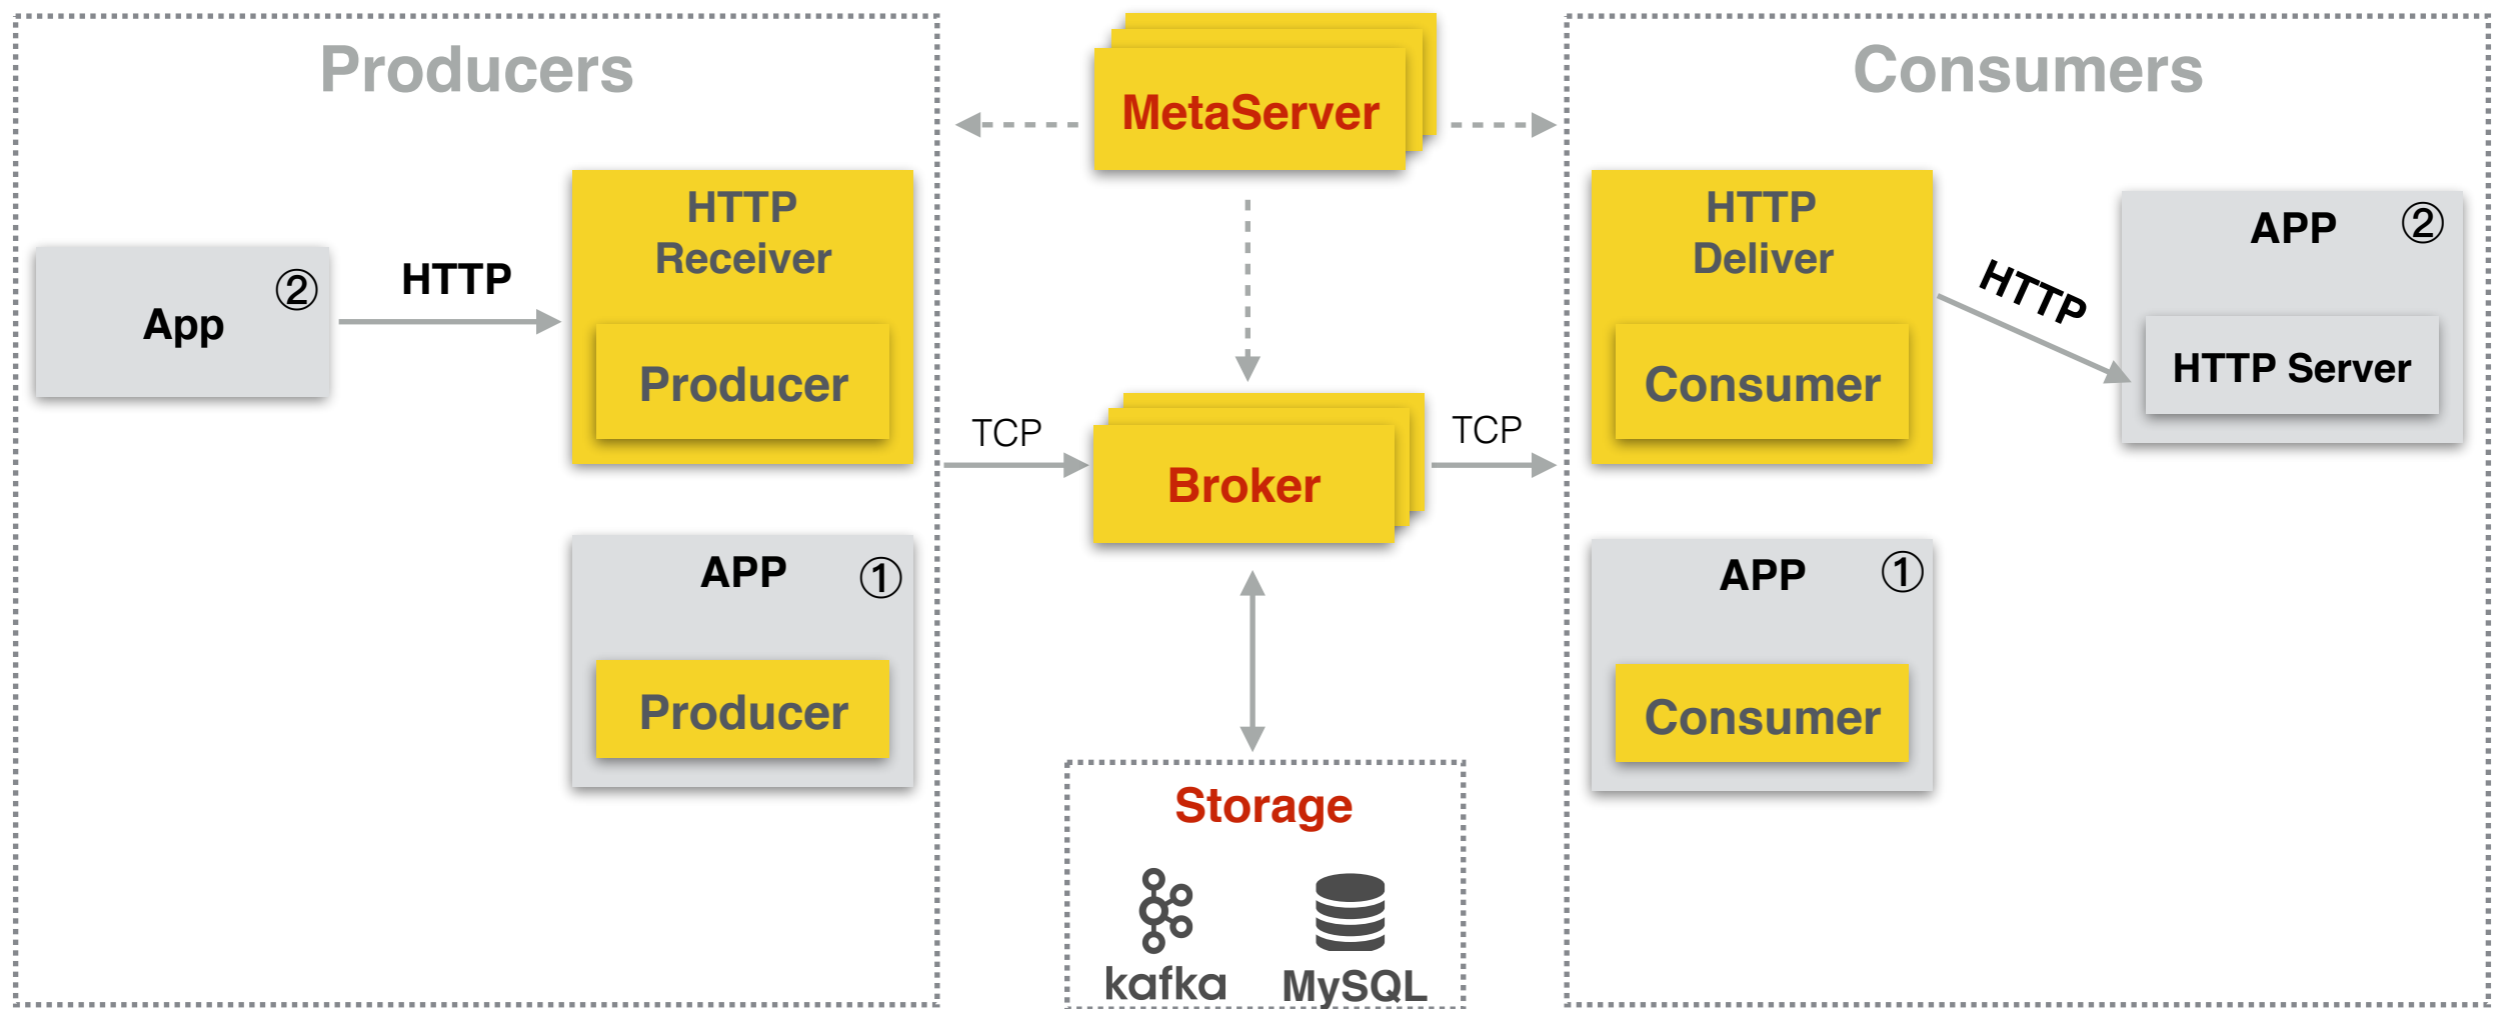 Producers
App
②
HTTP
HTTP
Receiver
Producer
APP
①
Producer
MetaServer
TCP
Broker
TCP
Storage
kafka
MySQL
Consumers
HTTP
Deliver
Consumer
HTTP
APP
②
HTTP Server
APP
①
Consumer